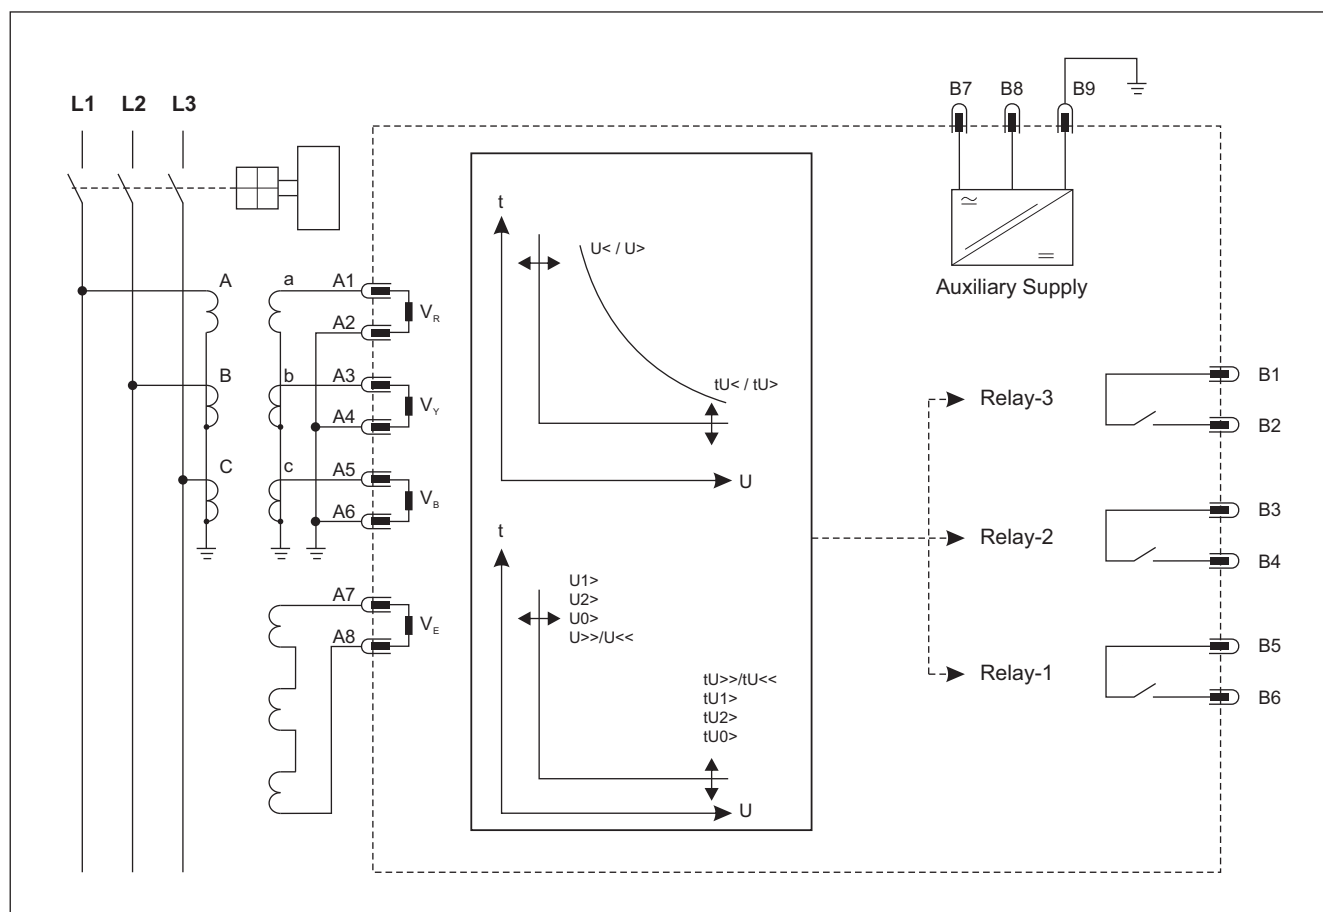 B7 B8 B9
L1 L2 L3
t
U< / U>
A a A1
Auxiliary Supply
V_R
A2
B b A3
B1
tU< / tU>
Relay-3
V_Y
A4
B2
C c A5
U
V_B
A6
B3
t
Relay-2
B4
U1>
U2>
U0>
U>>/U<<
A7
V_E
A8
B5
Relay-1
tU>>/tU<<
tU1>
tU2>
tU0>
B6
U